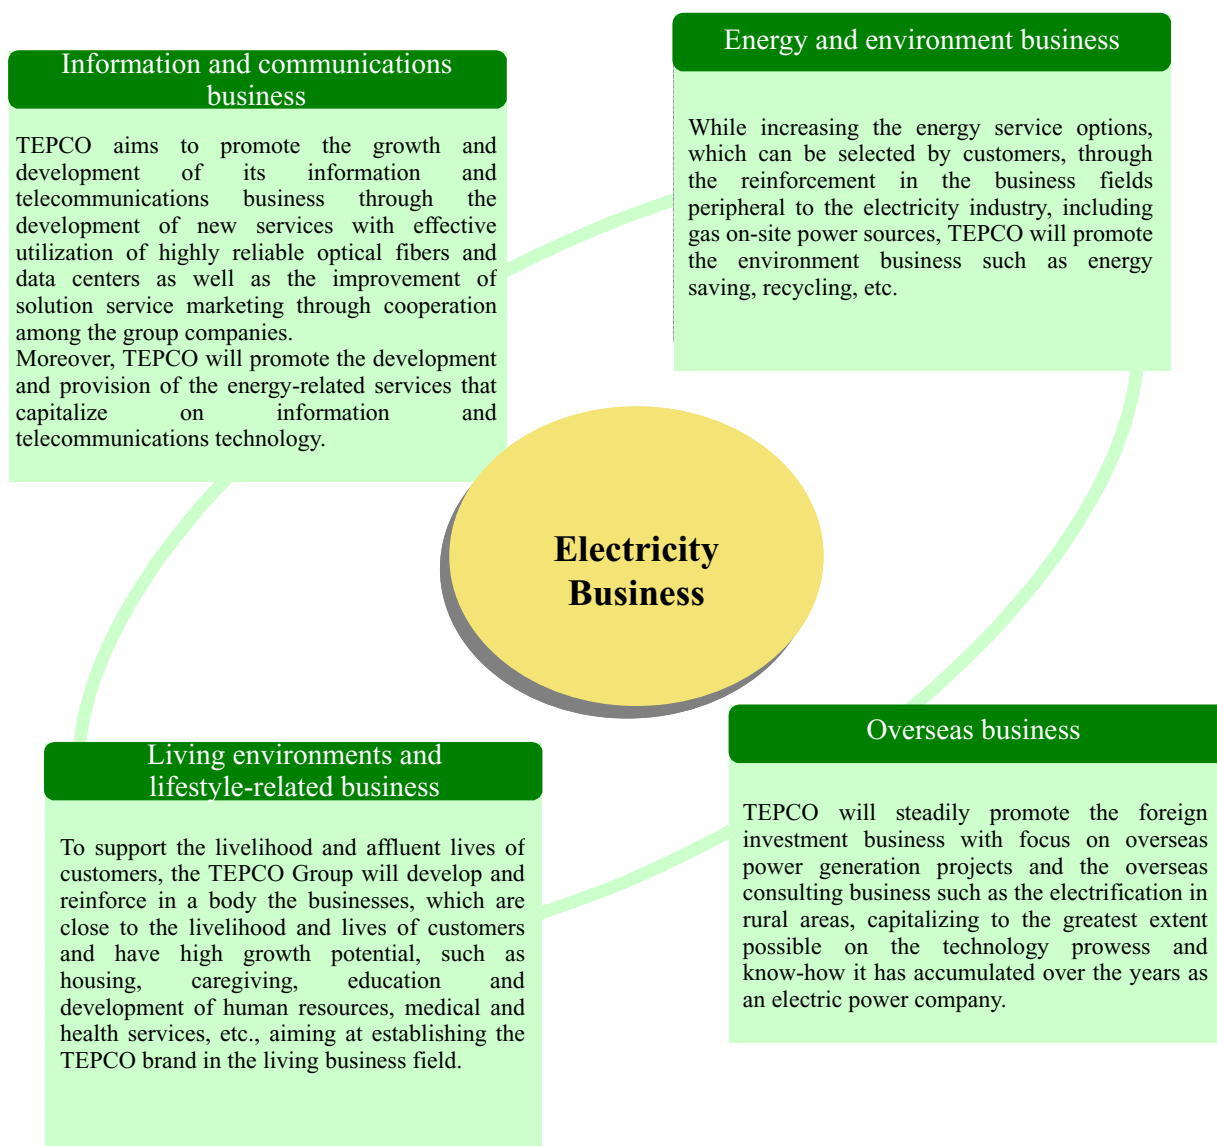 Information and communications
business
TEPCO aims to promote the growth and
development of its information and
telecommunications business through the
development of new services with effective
utilization of highly reliable optical fibers and
data centers as well as the improvement of
solution service marketing through cooperation
among the group companies.
Moreover, TEPCO will promote the development
and provision of the energy-related services that
capitalize on information and
telecommunications technology.
Energy and environment business
While increasing the energy service options,
which can be selected by customers, through
the reinforcement in the business fields
peripheral to the electricity industry, including
gas on-site power sources, TEPCO will promote
the environment business such as energy
saving, recycling, etc.
Electricity
Business
Living environments and
lifestyle-related business
To support the livelihood and affluent lives of
customers, the TEPCO Group will develop and
reinforce in a body the businesses, which are
close to the livelihood and lives of customers
and have high growth potential, such as
housing, caregiving, education and
development of human resources, medical and
health services, etc., aiming at establishing the
TEPCO brand in the living business field.
Overseas business
TEPCO will steadily promote the foreign
investment business with focus on overseas
power generation projects and the overseas
consulting business such as the electrification in
rural areas, capitalizing to the greatest extent
possible on the technology prowess and
know-how it has accumulated over the years as
an electric power company.